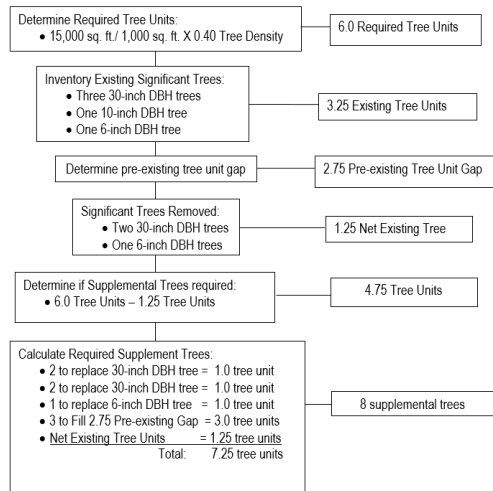 Determine Required Tree Units:
• 15,000 sq. ft./ 1,000 sq. ft. X 0.40 Tree Density
6.0 Required Tree Units
Inventory Existing Significant Trees:
• Three 30-inch DBH trees
• One 10-inch DBH trees
• One 6-inch DBH tree
3.25 Existing Tree Units
Determine pre-existing tree unit gap
2.75 Pre-existing Tree Unit Gap
Significant Trees Removed:
• Two 30-inch DBH trees
• One 6-inch DBH trees
1.25 Net Existing Tree
Determine if Supplemental Trees required:
• 6.0 Tree Units – 1.25 Tree Units
4.75 Tree Units
Calculate Required Supplement Trees:
• 2 to replace 30-inch DBH tree = 1.0 tree unit
• 2 to replace 30-inch DBH tree = 1.0 tree unit
• 1 to replace 6-inch DBH tree = 1.0 tree unit
• 3 to Fill 2.75 Pre-existing Gap = 3.0 tree units
• Net Existing Tree Units = 1.25 tree units
Total: 7.25 tree units
8 supplemental trees